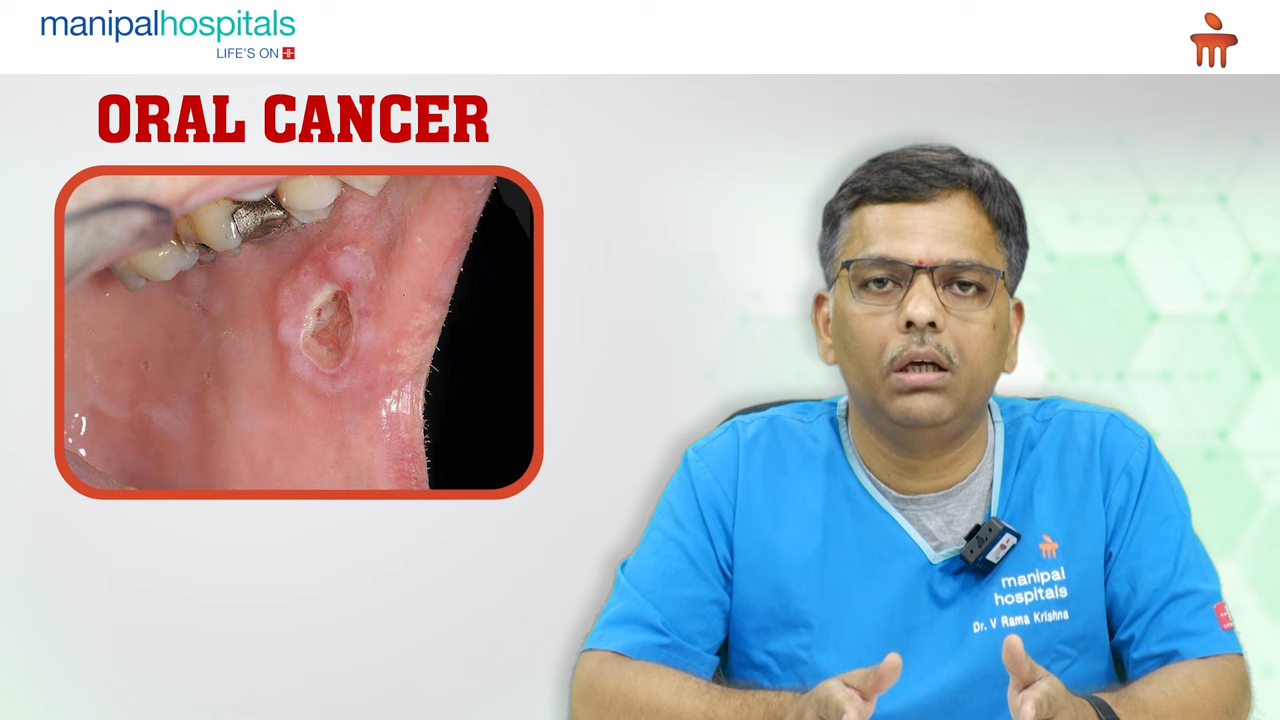 manipalhospitals
LIFE'S ON
ORAL CANCER
manipal
hospitals
Dr. V Rama Krishna